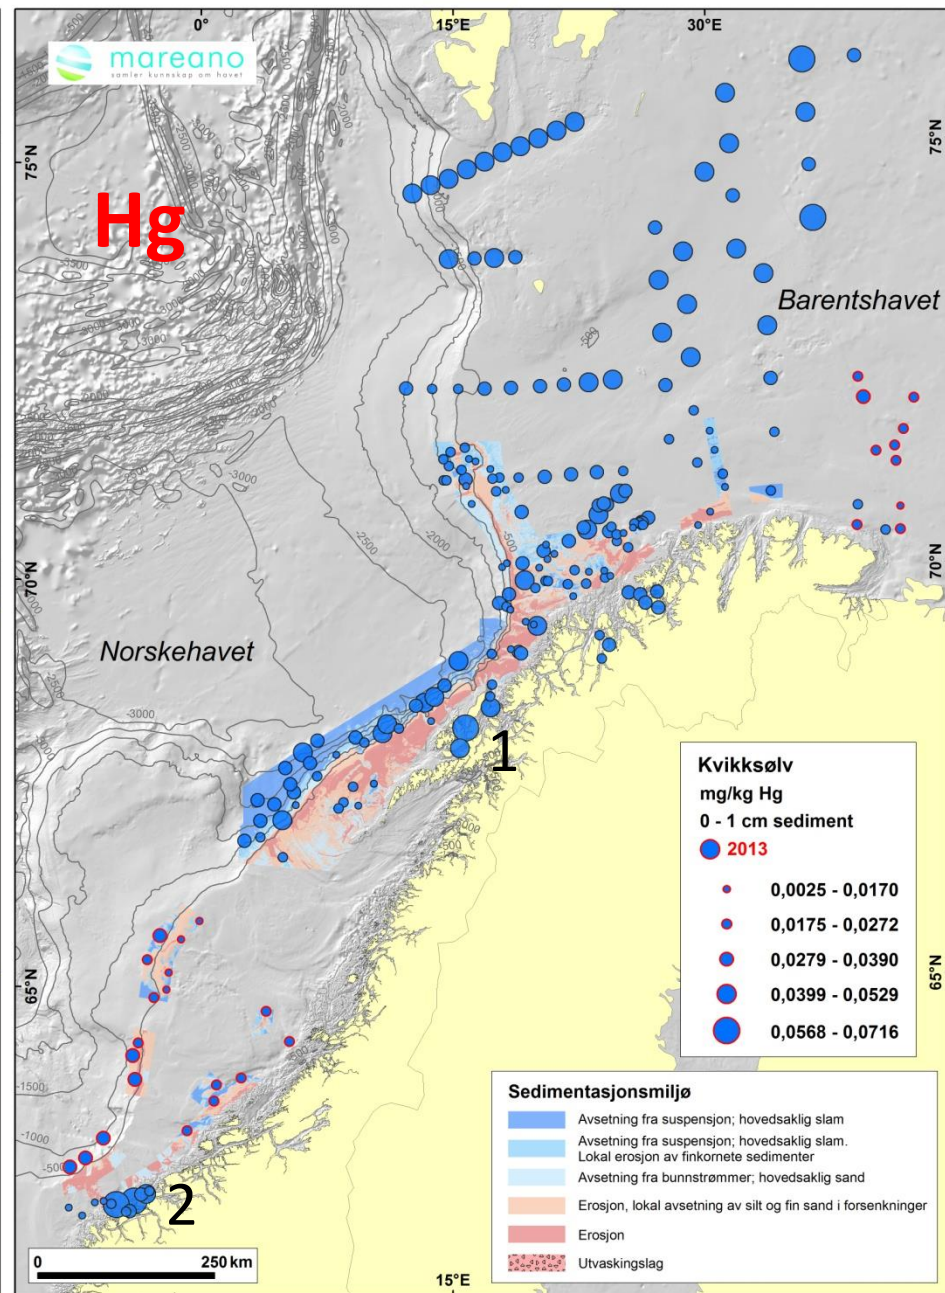 0°
15°E
30°E
mareano
samler kunnskap om havet
75°N
75°N
Hg
Barentshavet
70°N
70°N
Norskehavet
1
Kvikksølv
mg/kg Hg
0 - 1 cm sediment
2013
0,0025 - 0,0170
0,0175 - 0,0272
0,0279 - 0,0390
0,0399 - 0,0529
0,0568 - 0,0716
65°N
65°N
-3000
-3000
-2500
-2000
-500
-500
-1500
-1000
-5000
Sedimentasjonsmiljø
Avsetning fra suspensjon; hovedsaklig slam
Avsetning fra suspensjon; hovedsaklig slam.
Lokal erosjon av finkornete sedimenter
Avsetning fra bunnstrømmer; hovedsaklig sand
Erosjon, lokal avsetning av silt og fin sand i forsenkninger
Erosjon
Utvaskingslag
2
0
250 km
15°E